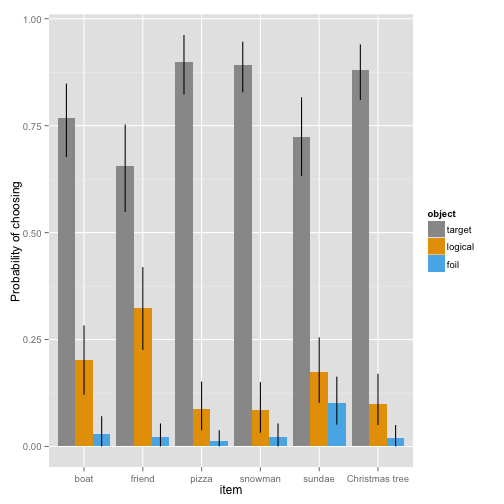 1.00
0.75
0.50
0.25
0.00
Probability of choosing
boat friend pizza snowman sundae Christmas tree
item
object
target
logical
foil